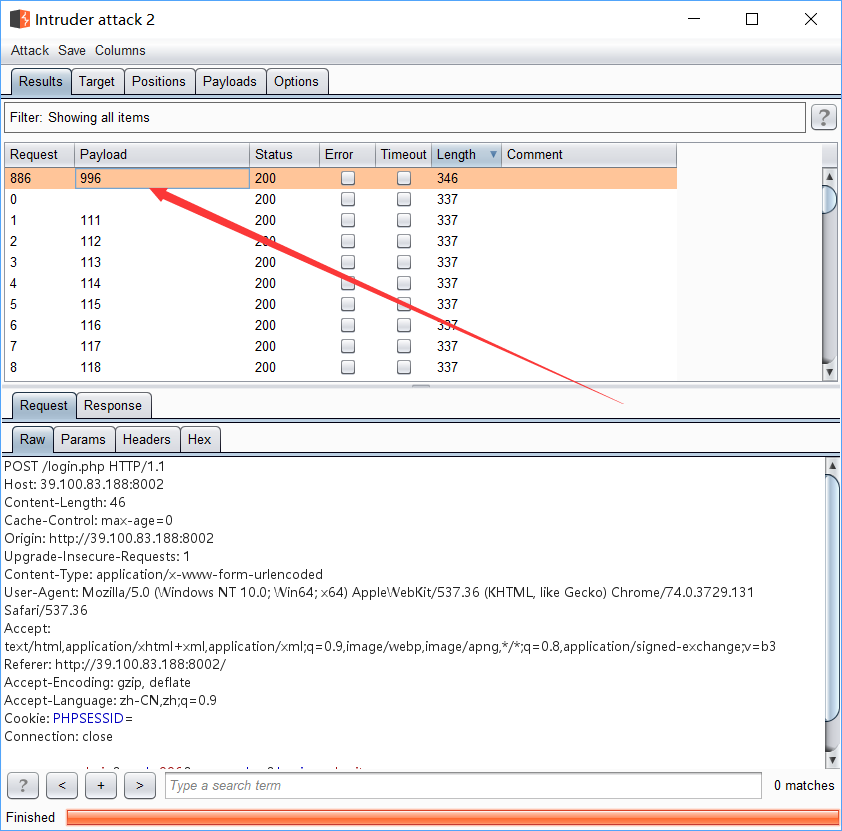 Intruder attack 2
Attack Save Columns
Results Target Positions Payloads Options
Filter: Showing all items ?
Request Payload Status Error Timeout Length Comment
886 996 200 346
0 200 337
1 111 200 337
2 112 200 337
3 113 200 337
4 114 200 337
5 115 200 337
6 116 200 337
7 117 200 337
8 118 200 337
Request Response
Raw Params Headers Hex
POST /login.php HTTP/1.1
Host: 39.100.83.188:8002
Content-Length: 46
Cache-Control: max-age=0
Origin: http://39.100.83.188:8002
Upgrade-Insecure-Requests: 1
Content-Type: application/x-www-form-urlencoded
User-Agent: Mozilla/5.0 (Windows NT 10.0; Win64; x64) AppleWebKit/537.36 (KHTML, like Gecko) Chrome/74.0.3729.131
Safari/537.36
Accept:
text/html,application/xhtml+xml,application/xml;q=0.9,image/webp,image/apng,*/*;q=0.8,application/signed-exchange;v=b3
Referer: http://39.100.83.188:8002/
Accept-Encoding: gzip, deflate
Accept-Language: zh-CN,zh;q=0.9
Cookie: PHPSESSID=
Connection: close
? < + > Type a search term 0 matches
Finished